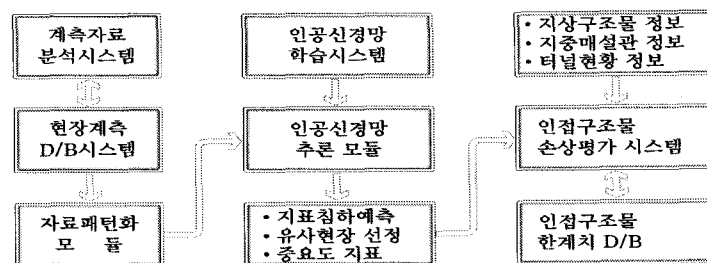 계측자료
분석시스템
현장계측
D/B시스템
자료패턴화
모 듈
인공신경망
학습시스템
인공신경망
추론 모듈
• 지표침하예측
• 유사현장 선정
• 중요도 지표
• 지상구조물 정보
• 지중매설관 정보
• 터널현황 정보
인접구조물
손상평가 시스템
인접구조물
한계치 D/B